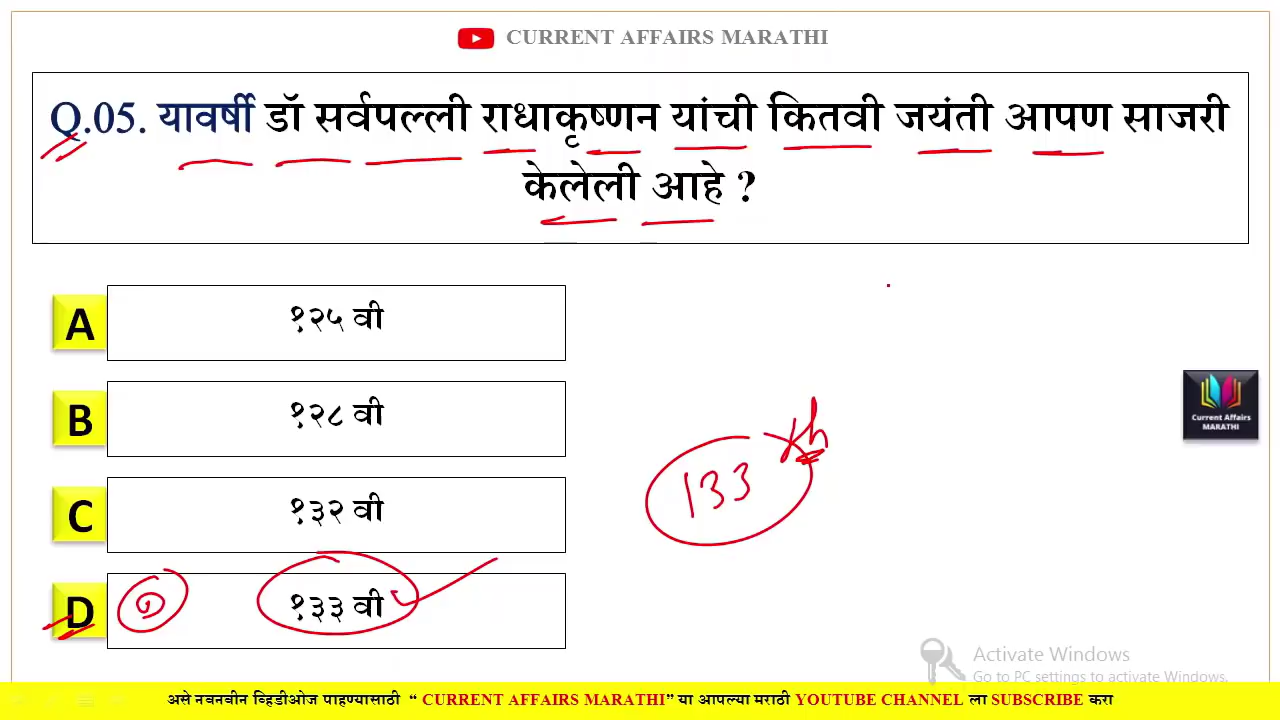 CURRENT AFFAIRS MARATHI
Q.05. यावर्षी डॉ सर्वपल्ली राधाकृष्णन यांची कितवी जयंती आपण साजरी
केलेली आहे ?
A
१२५ वी
B
१२८ वी
C
१३२ वी
133 th
D
D
१३३ वी
Current Affairs
MARATHI
Activate Windows
Go to PC settings to activate Windows.
असे नवनवीन व्हिडीओज पाहण्यासाठी “ CURRENT AFFAIRS MARATHI” या आपल्या मराठी YOUTUBE CHANNEL ला SUBSCRIBE करा